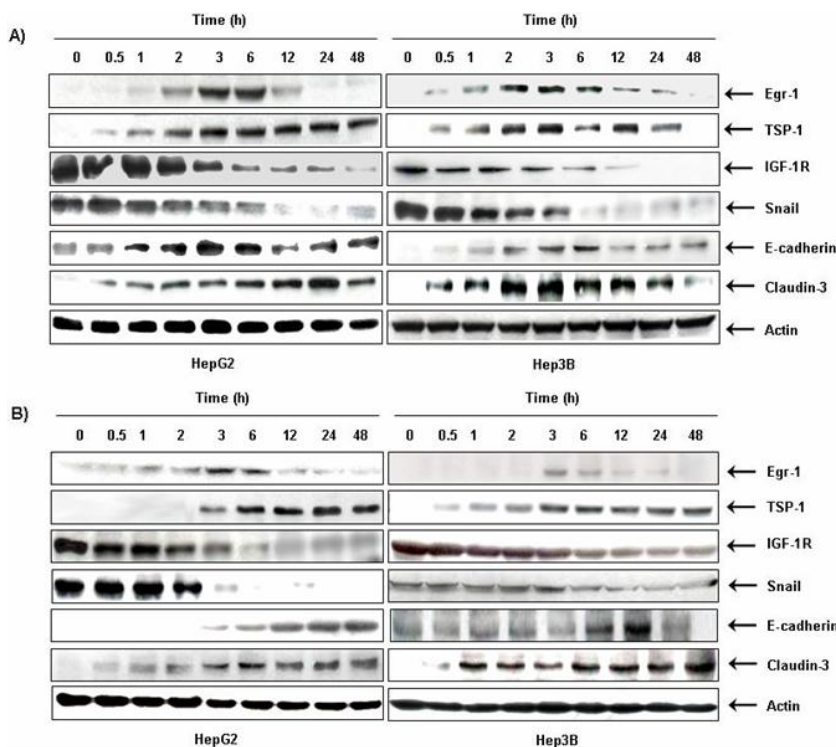 Time (h) Time (h)
A)
0 0.5 1 2 3 6 12 24 48 0 0.5 1 2 3 6 12 24 48
Egr-1
TSP-1
IGF-1R
Snail
E-cadherin
Claudin-3
Actin
HepG2 Hep3B
Time (h) Time (h)
B)
0 0.5 1 2 3 6 12 24 48 0 0.5 1 2 3 6 12 24 48
Egr-1
TSP-1
IGF-1R
Snail
E-cadherin
Claudin-3
Actin
HepG2 Hep3B